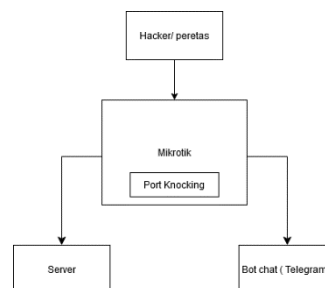 Hacker/ peretas
Mikrotik
Port Knocking
Server
Bot chat ( Telegram